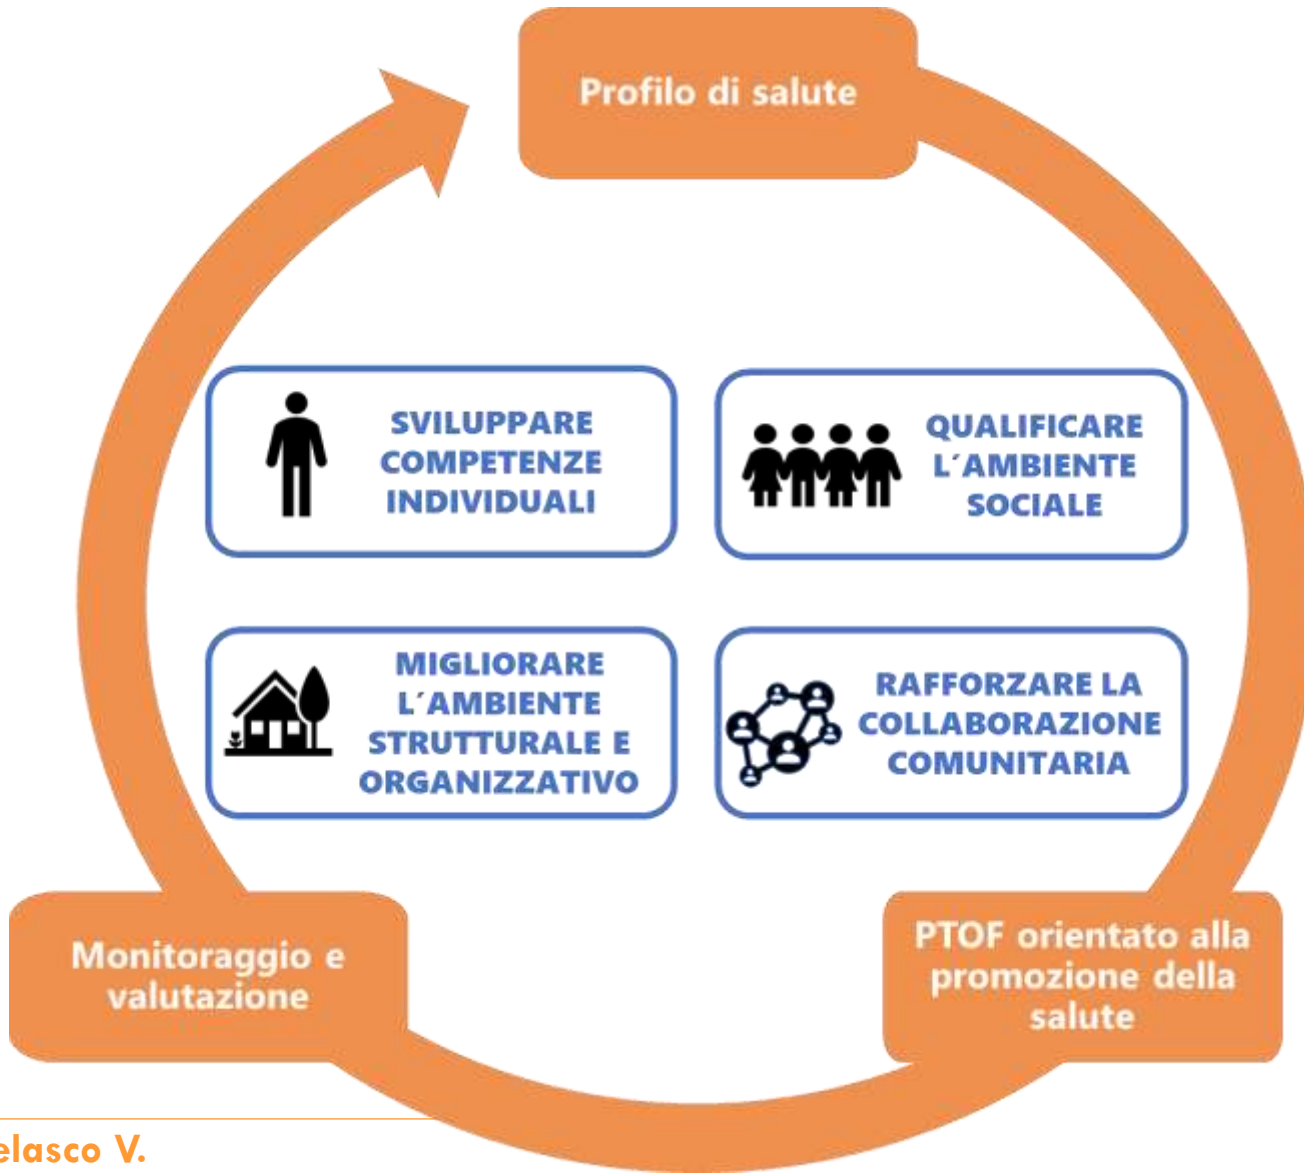 Profilo di salute
SVILUPPARE
COMPETENZE
INDIVIDUALI
QUALIFICARE
L´AMBIENTE
SOCIALE
MIGLIORARE
L´AMBIENTE
STRUTTURALE E
ORGANIZZATIVO
RAFFORZARE LA
COLLABORAZIONE
COMUNITARIA
Monitoraggio e
valutazione
PTOF orientato alla
promozione della
salute
elasco V.